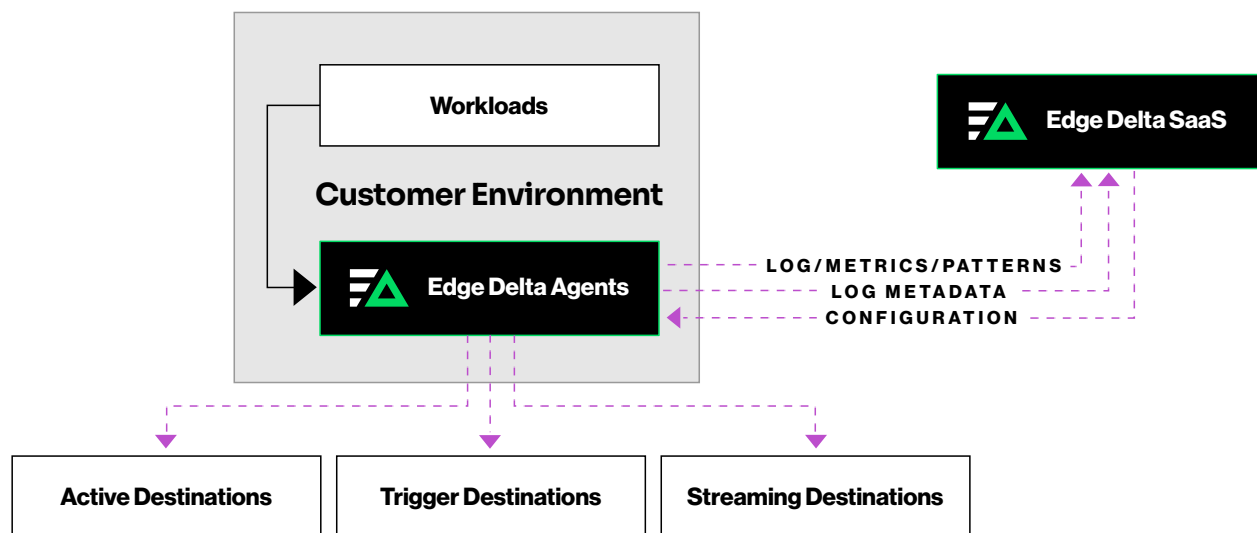 Workloads
Edge Delta SaaS
Customer Environment
Edge Delta Agents
LOG/METRICS/PATTERNS
LOG METADATA
CONFIGURATION
Active Destinations
Trigger Destinations
Streaming Destinations